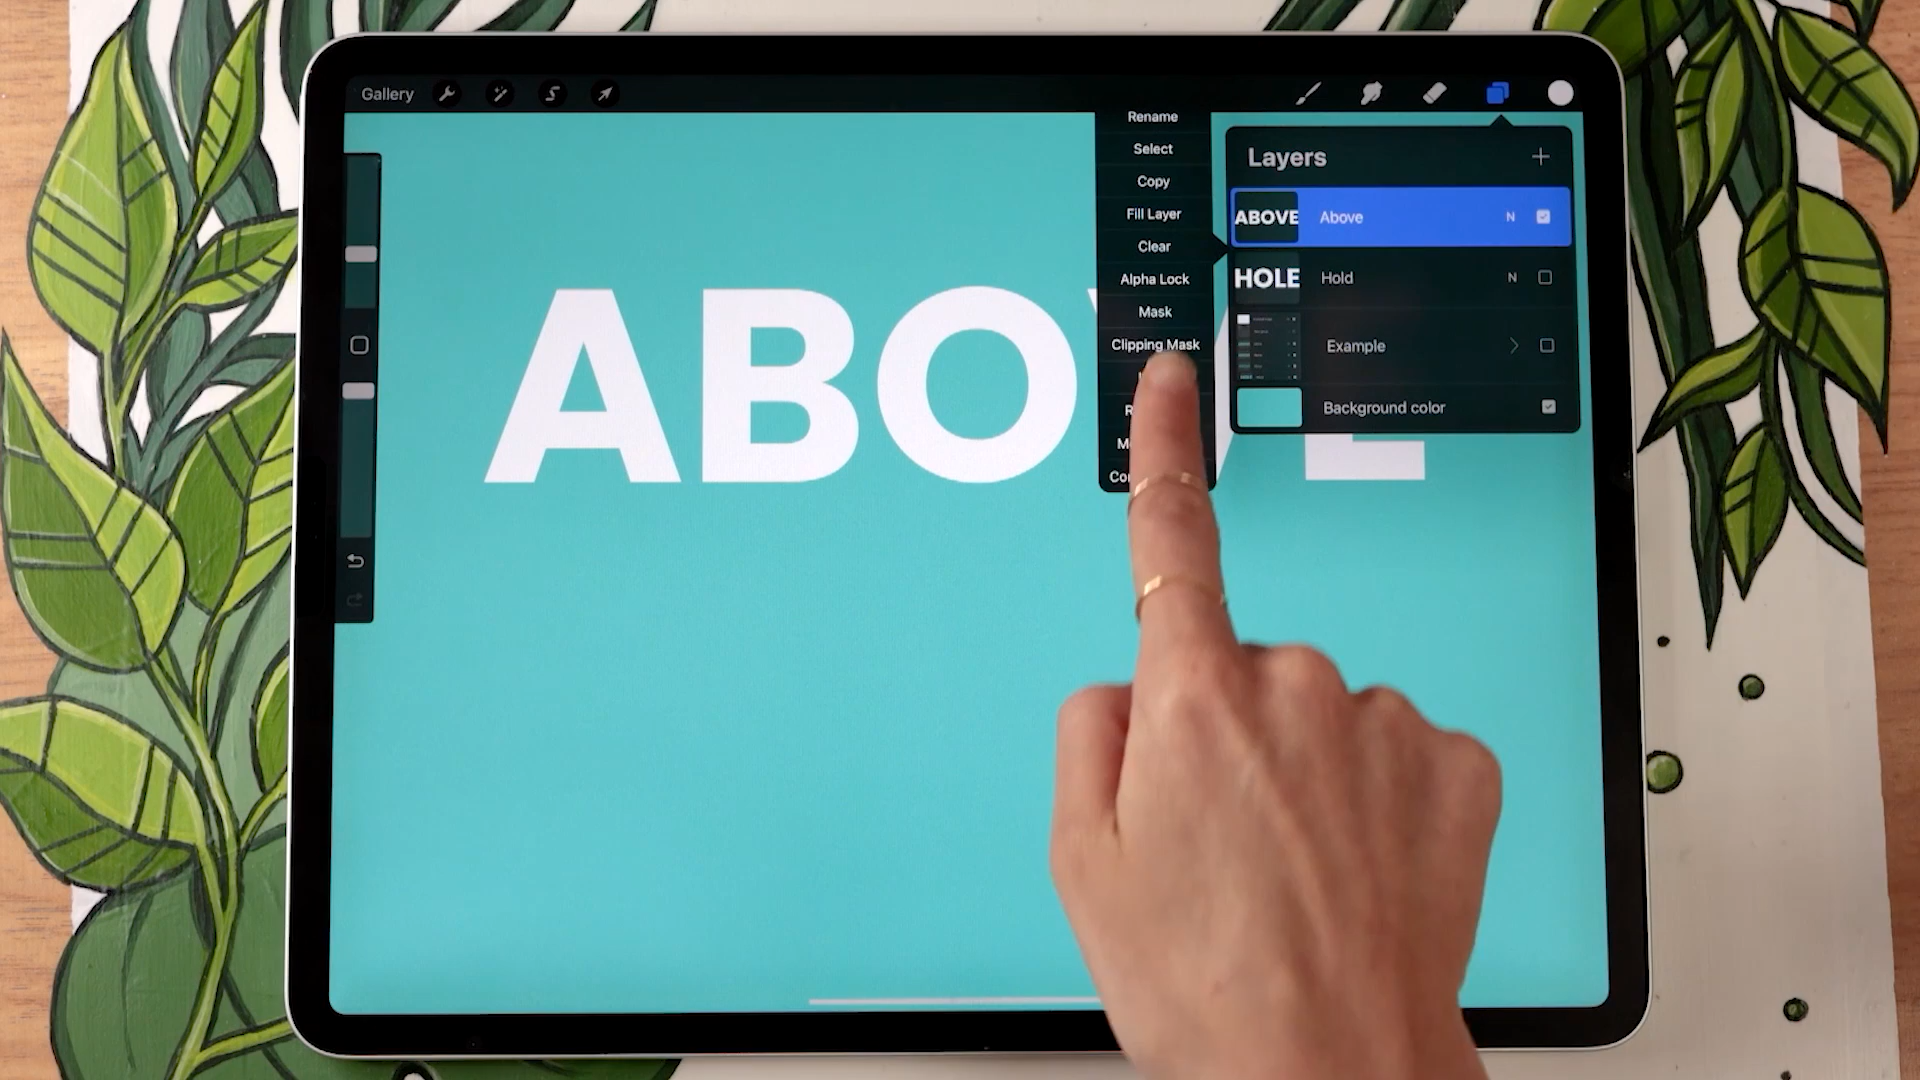 Gallery
Rename
Select
Copy
Fill Layer
Clear
Alpha Lock
Mask
Clipping Mask
Layers
ABOVE Above N
HOLE Hold N
Example
Background color
ABOVE